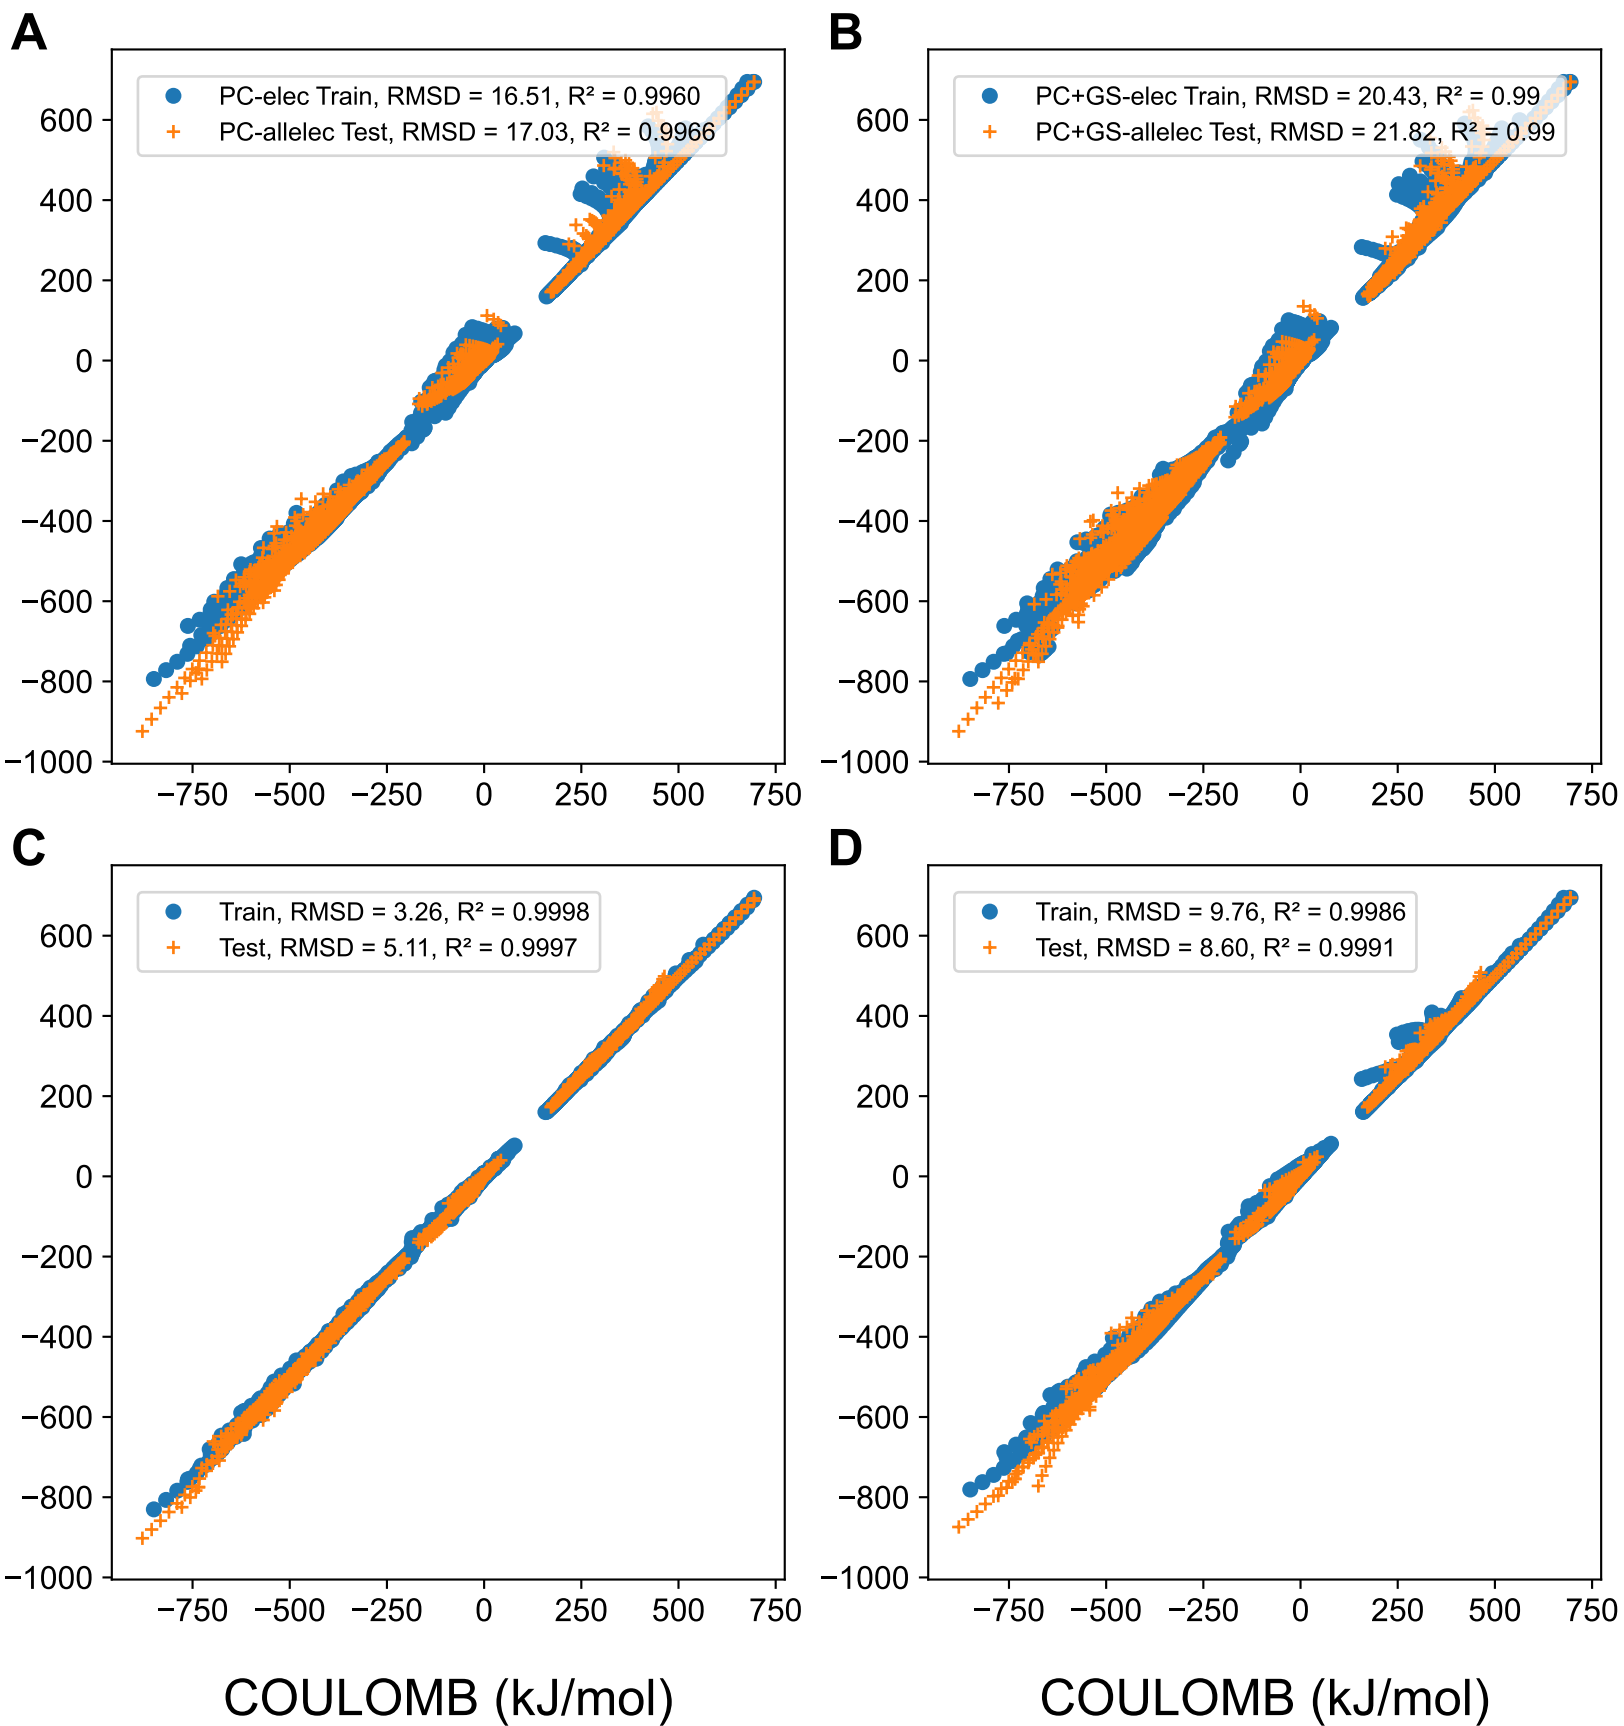 A
PC-elec Train, RMSD = 16.51, R² = 0.9960
PC-allelec Test, RMSD = 17.03, R² = 0.9966
600
400
200
0
−200
−400
−600
−800
−1000
−750 −500 −250 0 250 500 750
B
PC+GS-elec Train, RMSD = 20.43, R² = 0.99
PC+GS-allelec Test, RMSD = 21.82, R² = 0.99
600
400
200
0
−200
−400
−600
−800
−1000
−750 −500 −250 0 250 500 750
C
Train, RMSD = 3.26, R² = 0.9998
Test, RMSD = 5.11, R² = 0.9997
600
400
200
0
−200
−400
−600
−800
−1000
−750 −500 −250 0 250 500 750
COULOMB (kJ/mol)
D
Train, RMSD = 9.76, R² = 0.9986
Test, RMSD = 8.60, R² = 0.9991
600
400
200
0
−200
−400
−600
−800
−1000
−750 −500 −250 0 250 500 750
COULOMB (kJ/mol)